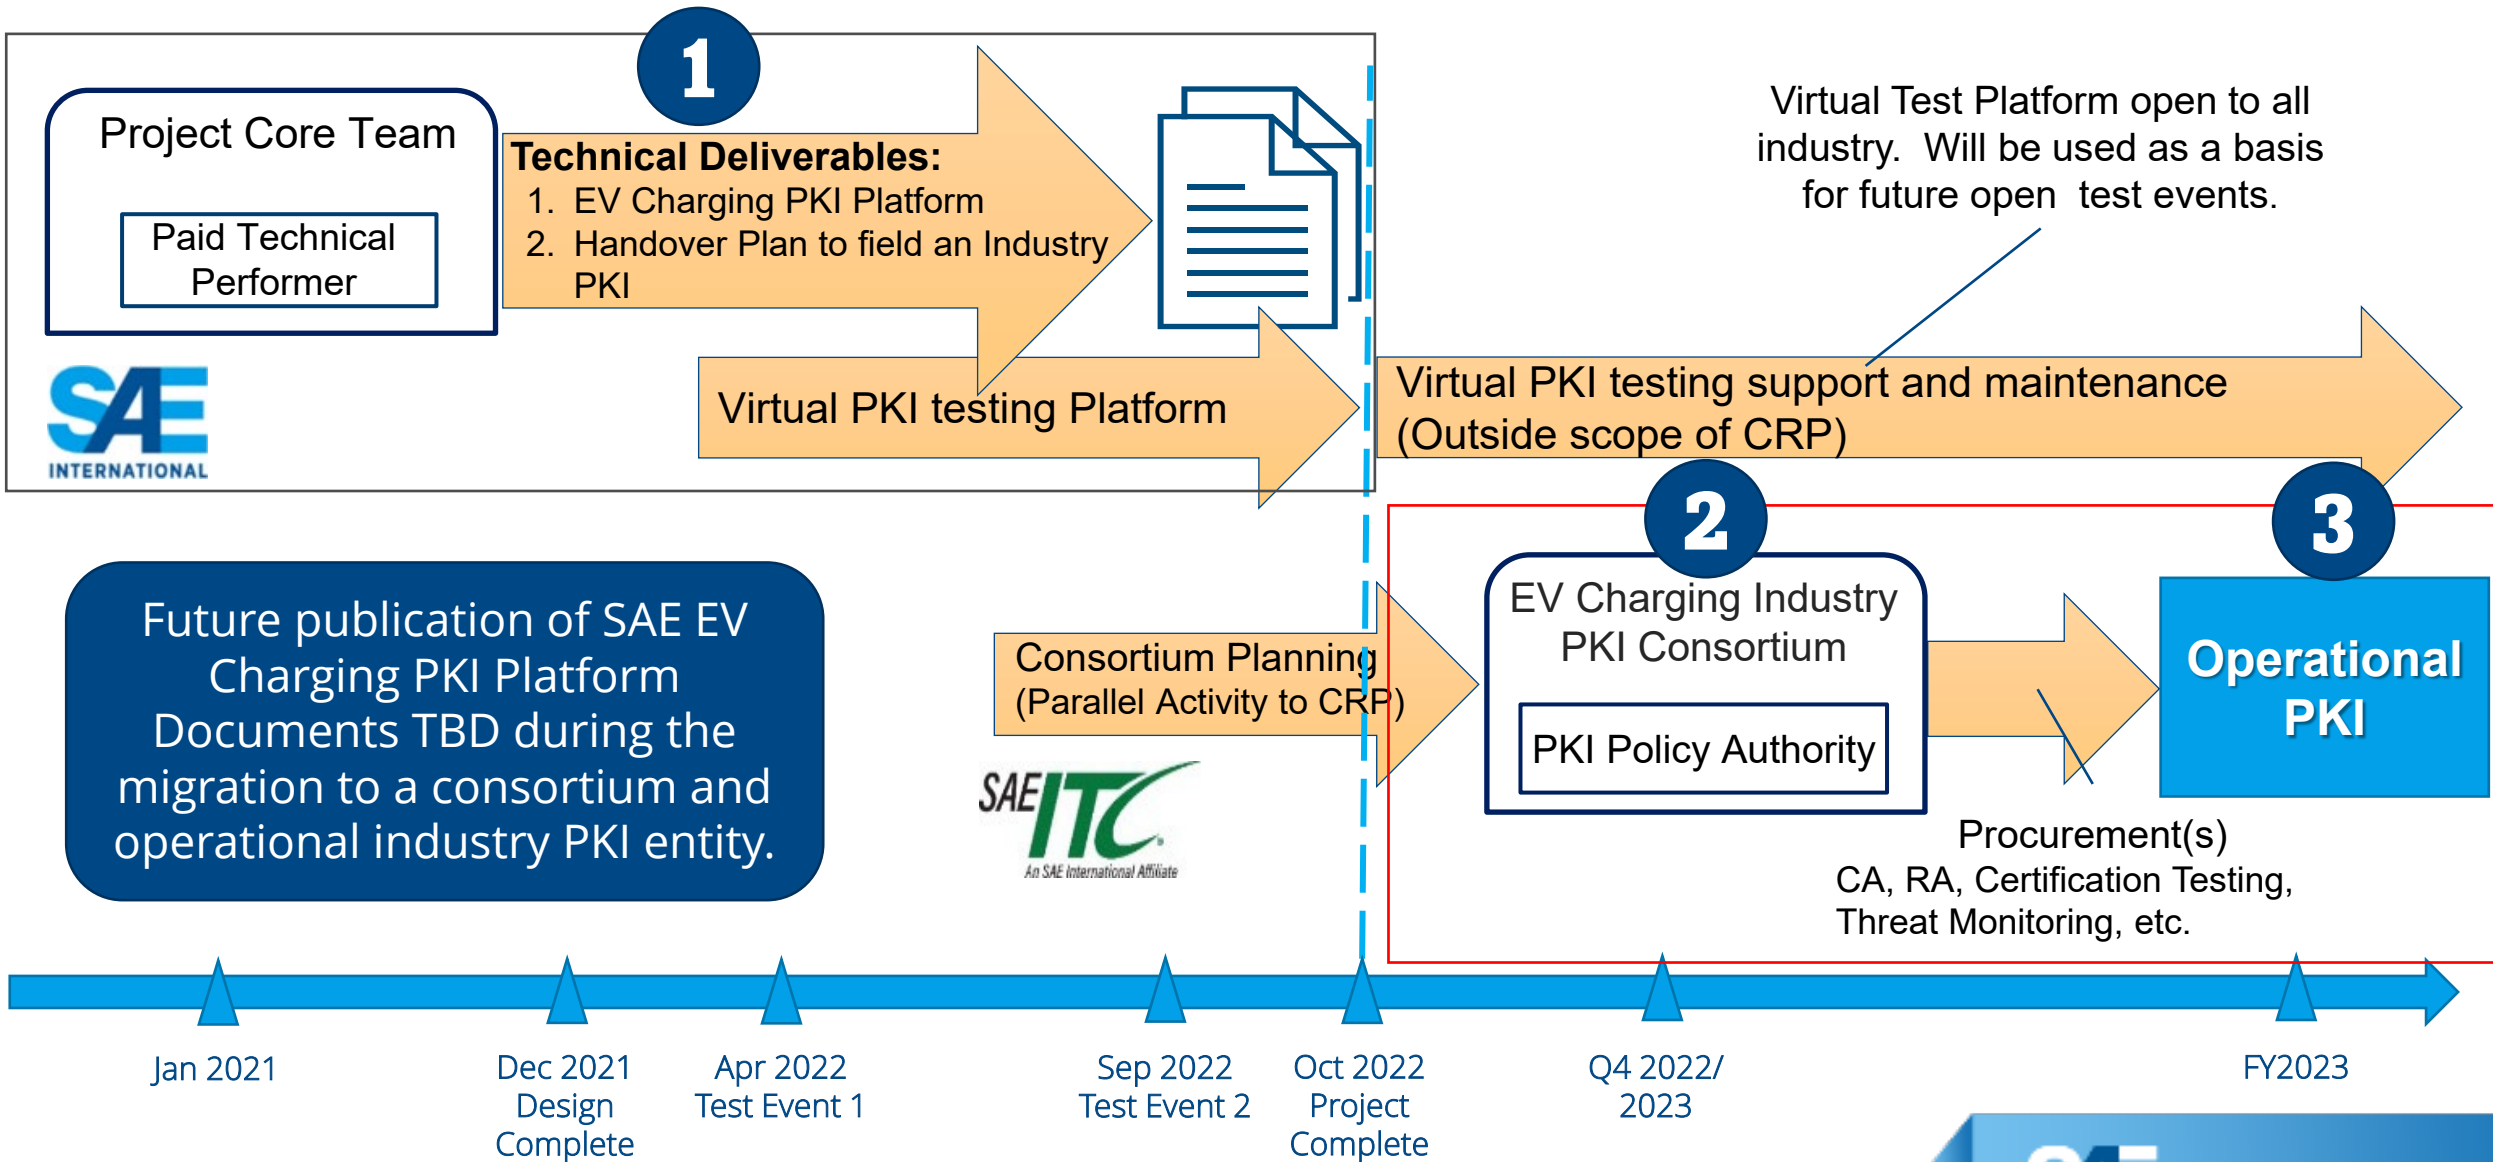 1
Project Core Team
Paid Technical
Performer
Technical Deliverables:
1. EV Charging PKI Platform
2. Handover Plan to field an Industry
PKI
Virtual Test Platform open to all
industry.  Will be used as a basis
for future open  test events.
SAE
INTERNATIONAL
Virtual PKI testing Platform
Virtual PKI testing support and maintenance
(Outside scope of CRP)
2
3
Future publication of SAE EV
Charging PKI Platform
Documents TBD during the
migration to a consortium and
operational industry PKI entity.
Consortium Planning
(Parallel Activity to CRP)
SAE ITC
An SAE International Affiliate
EV Charging Industry
PKI Consortium
PKI Policy Authority
Operational
PKI
Procurement(s)
CA, RA, Certification Testing,
Threat Monitoring, etc.
Jan 2021
Dec 2021
Design
Complete
Apr 2022
Test Event 1
Sep 2022
Test Event 2
Oct 2022
Project
Complete
Q4 2022/
2023
FY2023